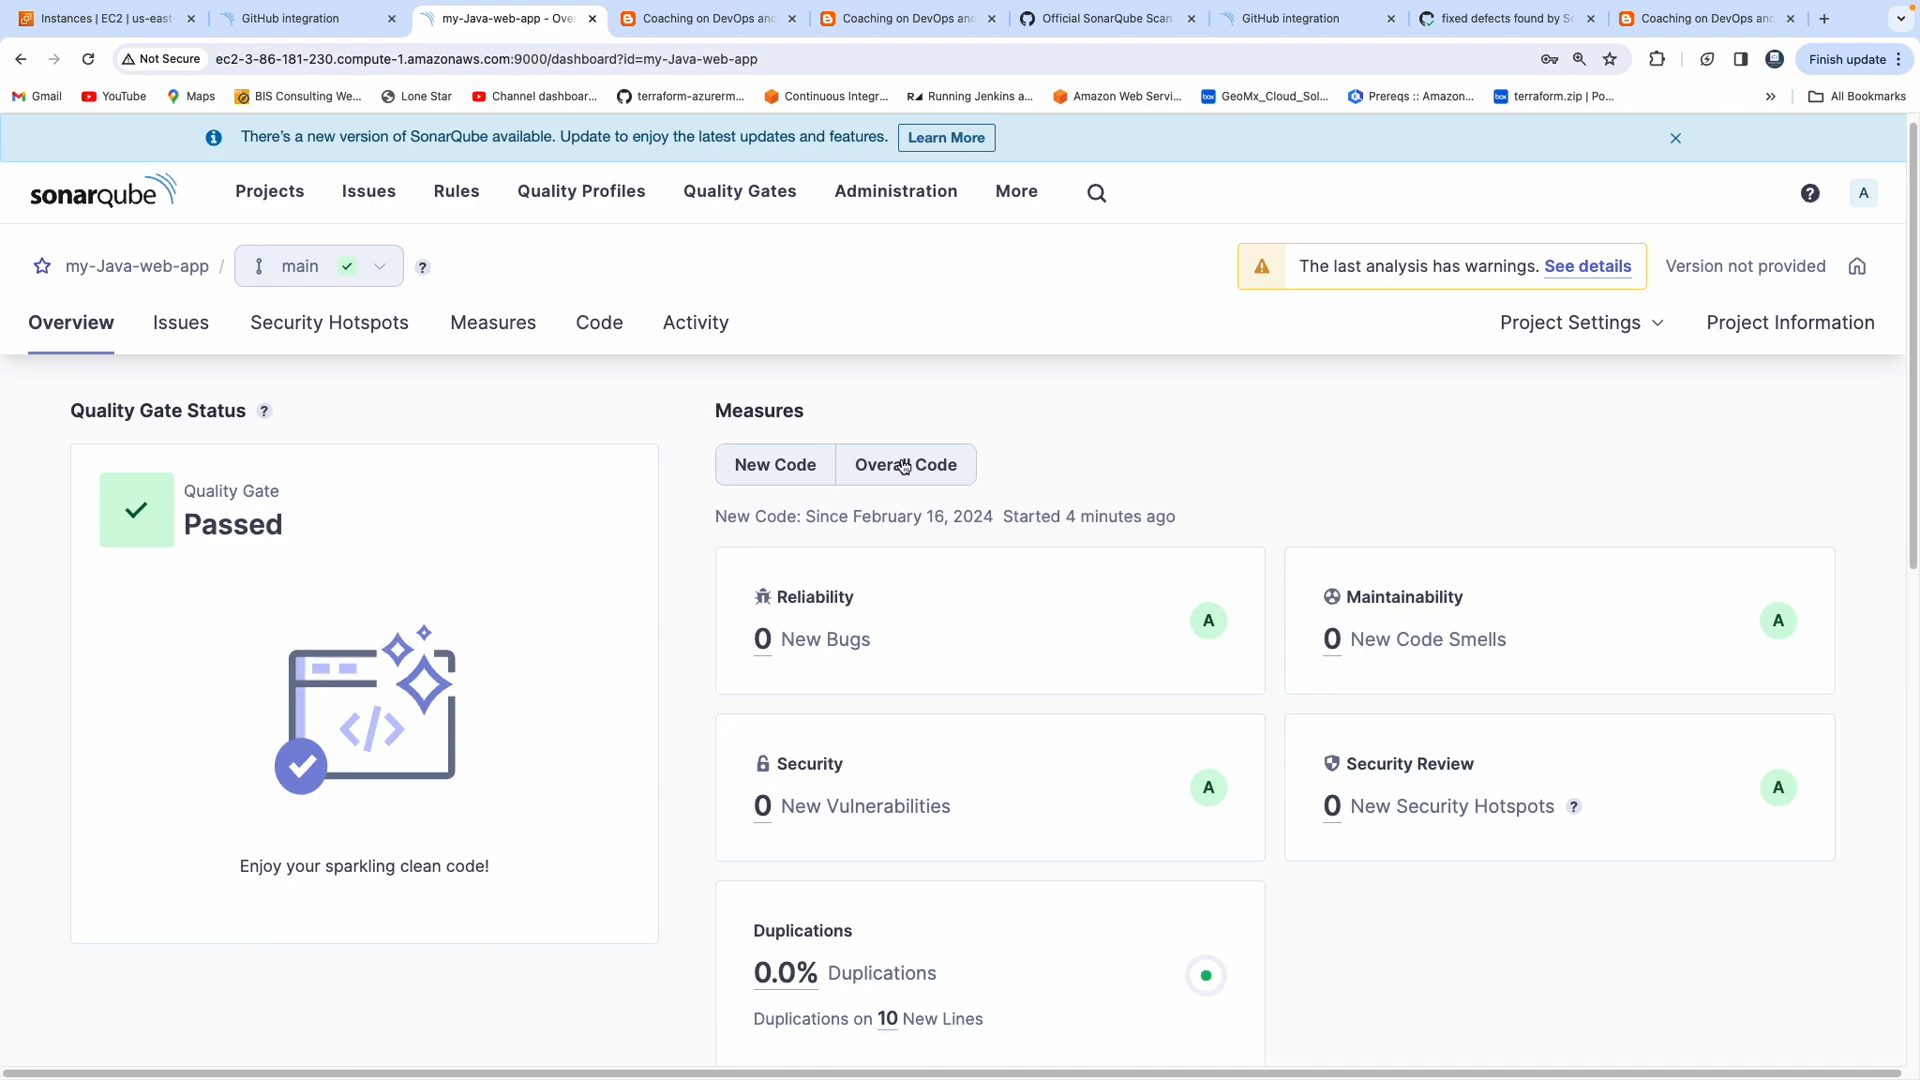 Instances | EC2 | us-east
GitHub integration
my-Java-web-app - Ove
Coaching on DevOps and
Coaching on DevOps and
Official SonarQube Scan
GitHub integration
fixed defects found by S
Coaching on DevOps and
Not Secure
ec2-3-86-181-230.compute-1.amazonaws.com:9000/dashboard?id=my-Java-web-app
Finish update
Gmail
YouTube
Maps
BIS Consulting We...
Lone Star
Channel dashboar...
terraform-azurerm...
Continuous Integr...
Running Jenkins a...
Amazon Web Servi...
GeoMx_Cloud_Sol...
Prereqs :: Amazon...
terraform.zip | Po...
All Bookmarks
There's a new version of SonarQube available. Update to enjoy the latest updates and features. Learn More
sonarqube
Projects
Issues
Rules
Quality Profiles
Quality Gates
Administration
More
A
my-Java-web-app / main
The last analysis has warnings. See details
Version not provided
Overview
Issues
Security Hotspots
Measures
Code
Activity
Project Settings
Project Information
Quality Gate Status ?
Quality Gate
Passed
Enjoy your sparkling clean code!
Measures
New Code
Overall Code
New Code: Since February 16, 2024 Started 4 minutes ago
Reliability
0 New Bugs
A
Maintainability
0 New Code Smells
A
Security
0 New Vulnerabilities
A
Security Review
0 New Security Hotspots ?
A
Duplications
0.0% Duplications
Duplications on 10 New Lines